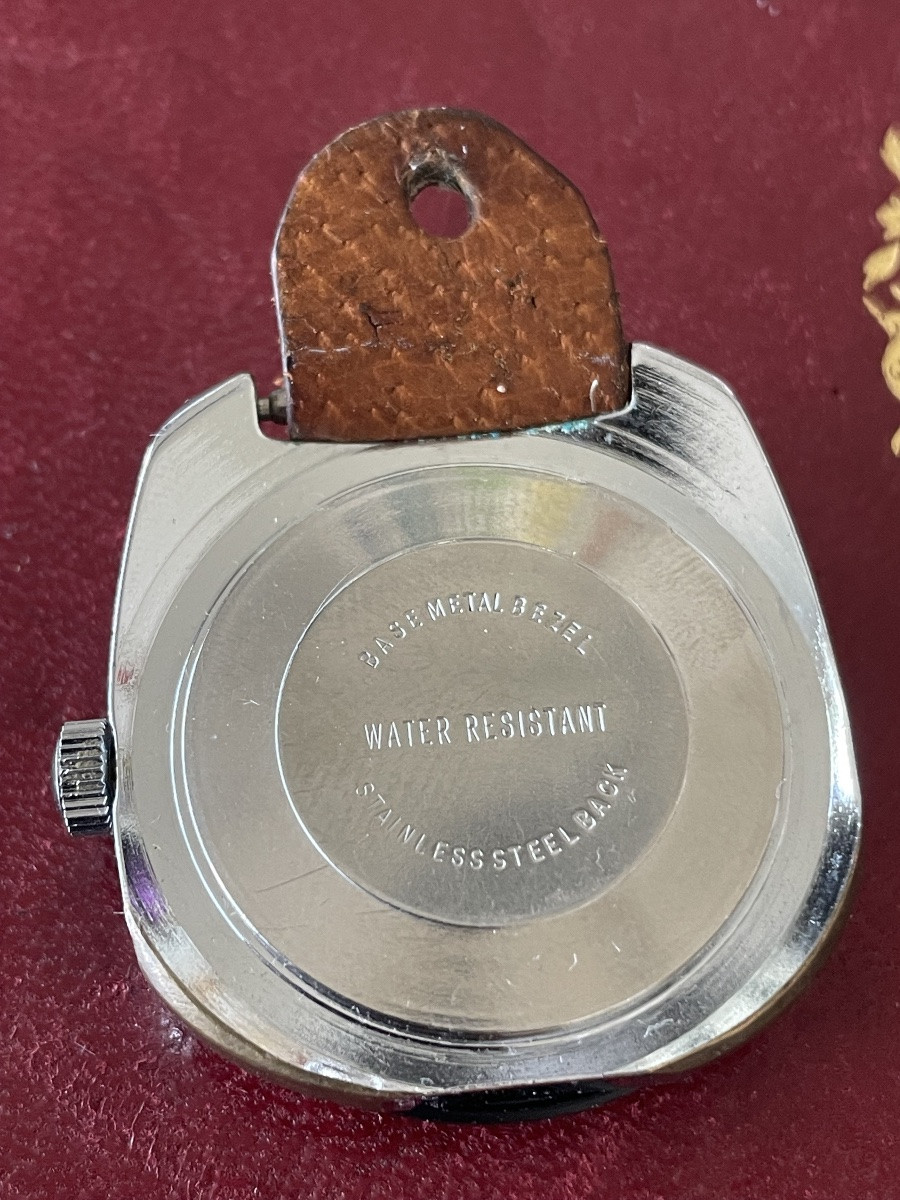 BASE METAL BEZEL
WATER RESISTANT
STAINLESS STEEL BACK